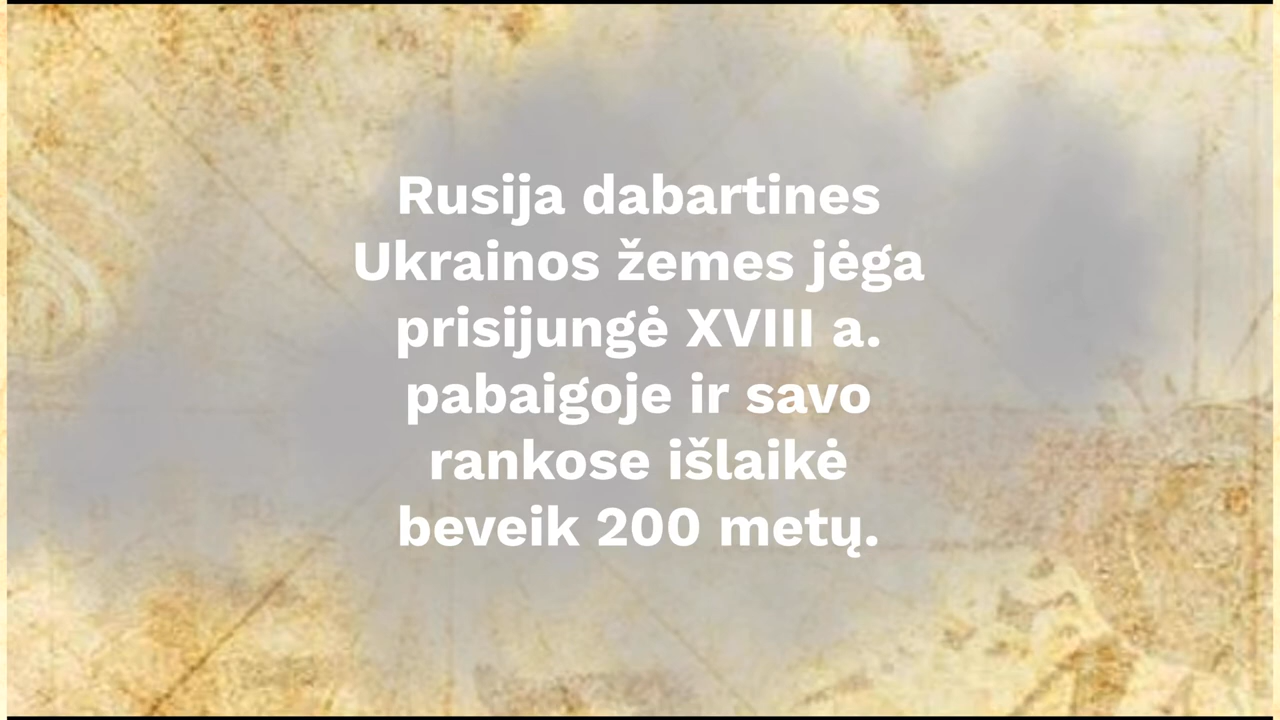 Rusija dabartines
Ukrainos žemes jėga
prisijungė XVIII a.
pabaigoje ir savo
rankose išlaikė
beveik 200 metų.